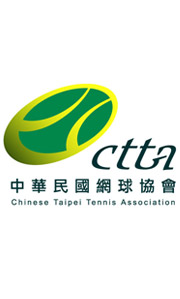 ctta
中華民國網球協會
Chinese Taipei Tennis Association